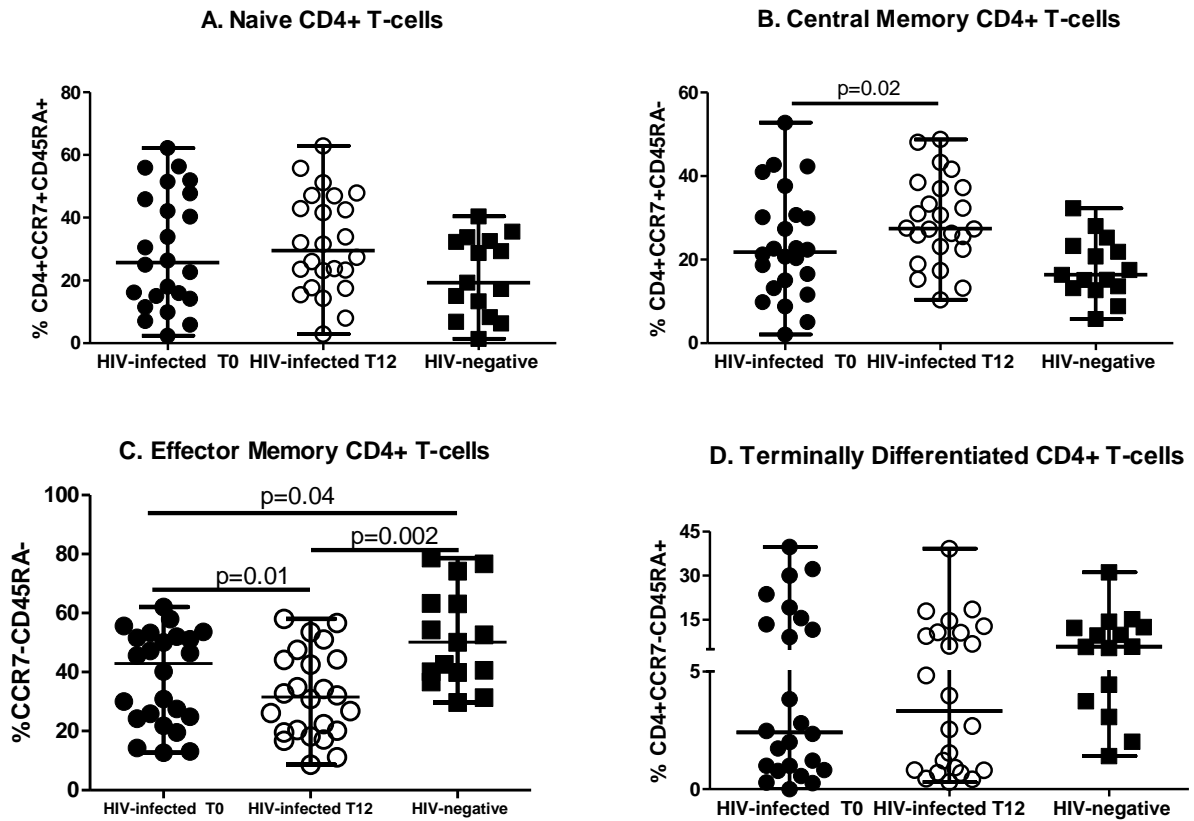 A. Naive CD4+ T-cells
% CD4+CCR7+CD45RA+
80
60
40
20
0
HIV-infected T0 HIV-infected T12 HIV-negative
B. Central Memory CD4+ T-cells
% CD4+CCR7+CD45RA-
60
40
20
0
p=0.02
HIV-infected T0 HIV-infected T12 HIV-negative
C. Effector Memory CD4+ T-cells
%CCR7-CD45RA-
100
80
60
40
20
0
p=0.04
p=0.002
p=0.01
HIV-infected T0 HIV-infected T12 HIV-negative
D. Terminally Differentiated CD4+ T-cells
% CD4+CCR7-CD45RA+
45
30
15
5
0
HIV-infected T0 HIV-infected T12 HIV-negative